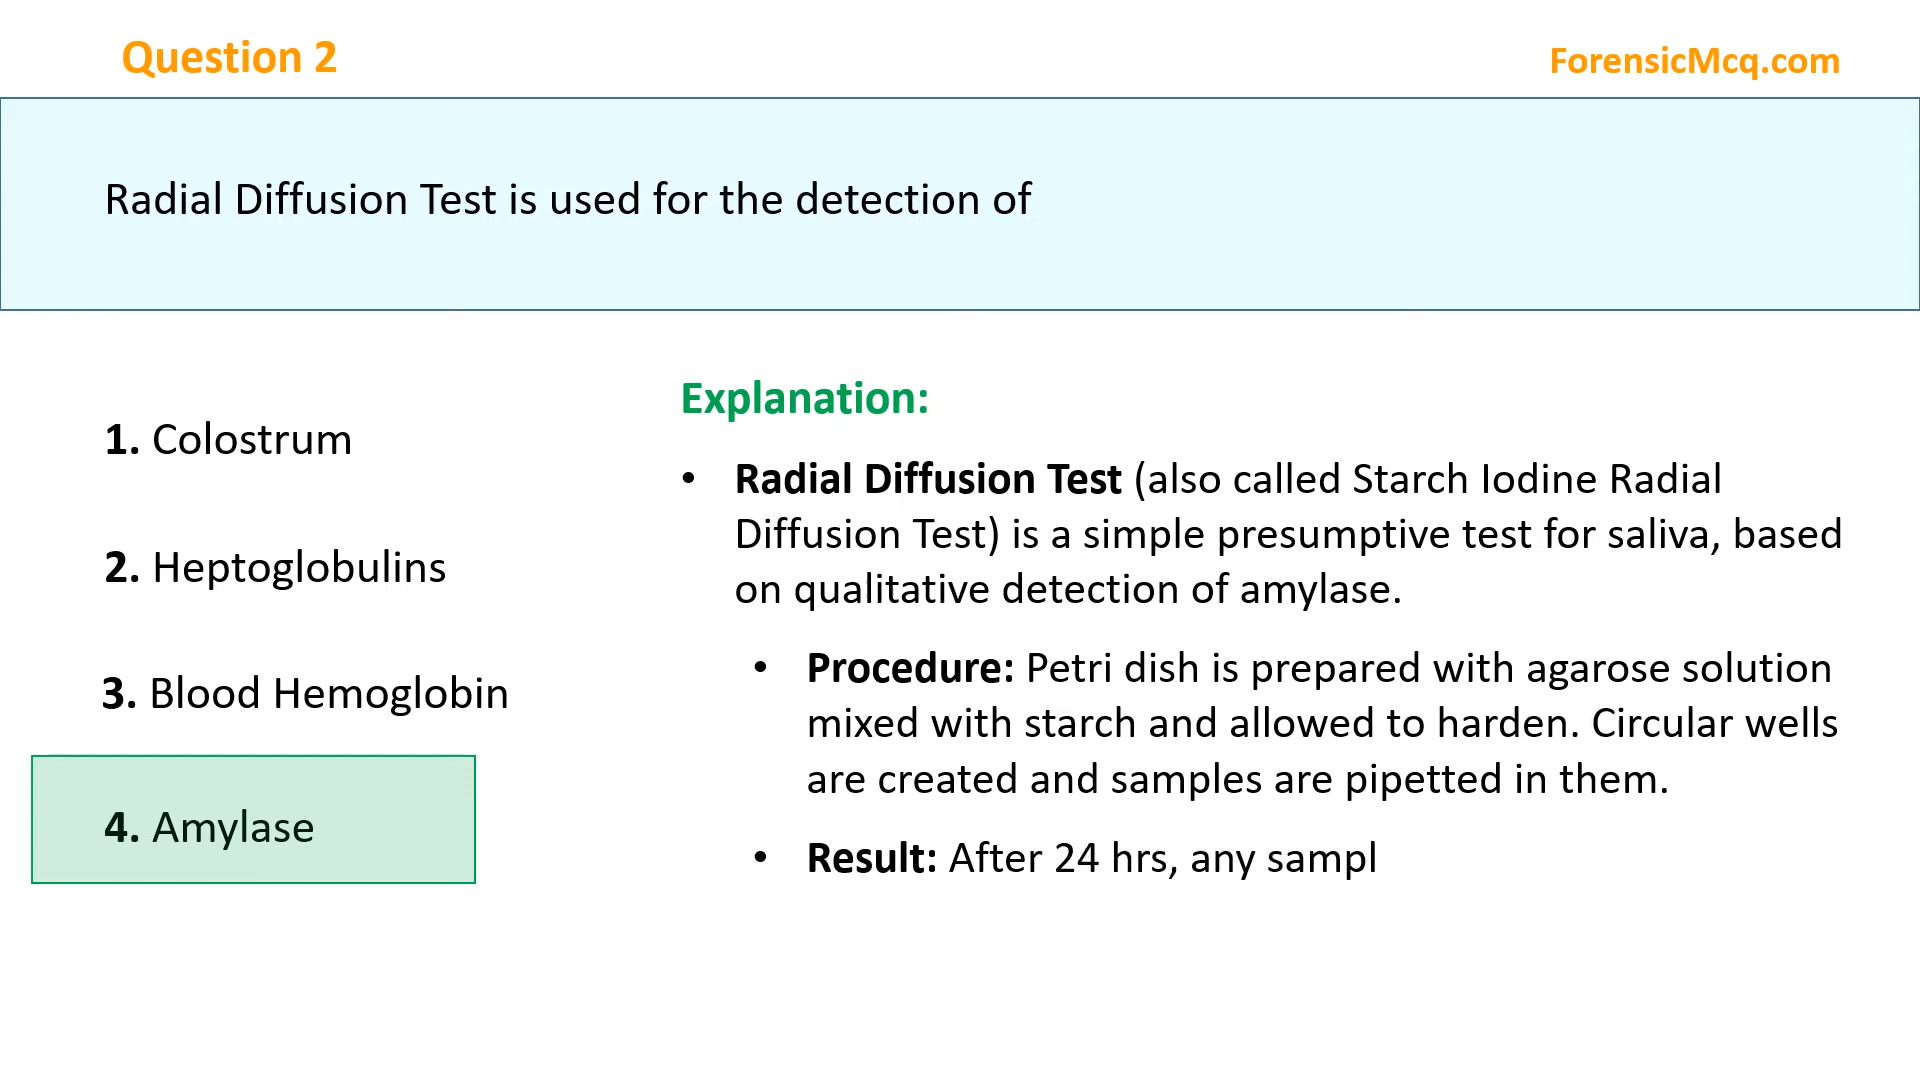 Question 2
ForensicMcq.com
Radial Diffusion Test is used for the detection of
1. Colostrum
2. Heptoglobulins
3. Blood Hemoglobin
4. Amylase
Explanation:
• Radial Diffusion Test (also called Starch Iodine Radial
Diffusion Test) is a simple presumptive test for saliva, based
on qualitative detection of amylase.
• Procedure: Petri dish is prepared with agarose solution
mixed with starch and allowed to harden. Circular wells
are created and samples are pipetted in them.
• Result: After 24 hrs, any sampl